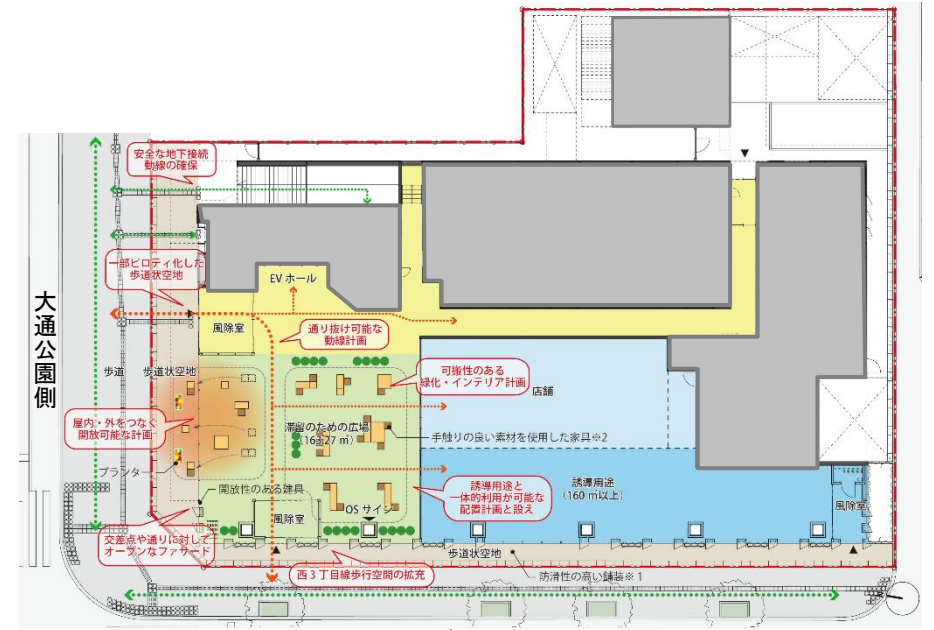 安全な地下接続
動線の確保
一部ピロティ化した
歩道状空地
EVホール
大通公園側
風除室
通り抜け可能な
動線計画
歩道
歩道状空地
可搬性のある
緑化・インテリア計画
店舗
屋内・外をつなぐ
開放可能な計画
滞留のための広場
手触りの良い素材を使用した家具※2
プランター
開放性のある建具
誘導用途と
一体的利用が可能な
配置計画と設え
誘導用途
(160㎡以上)
OSサイン
風除室
風除室
交差点や通りに対して
オープンなファサード
歩道状空地
西3丁目線歩行空間の拡充
防滑性の高い舗装※1